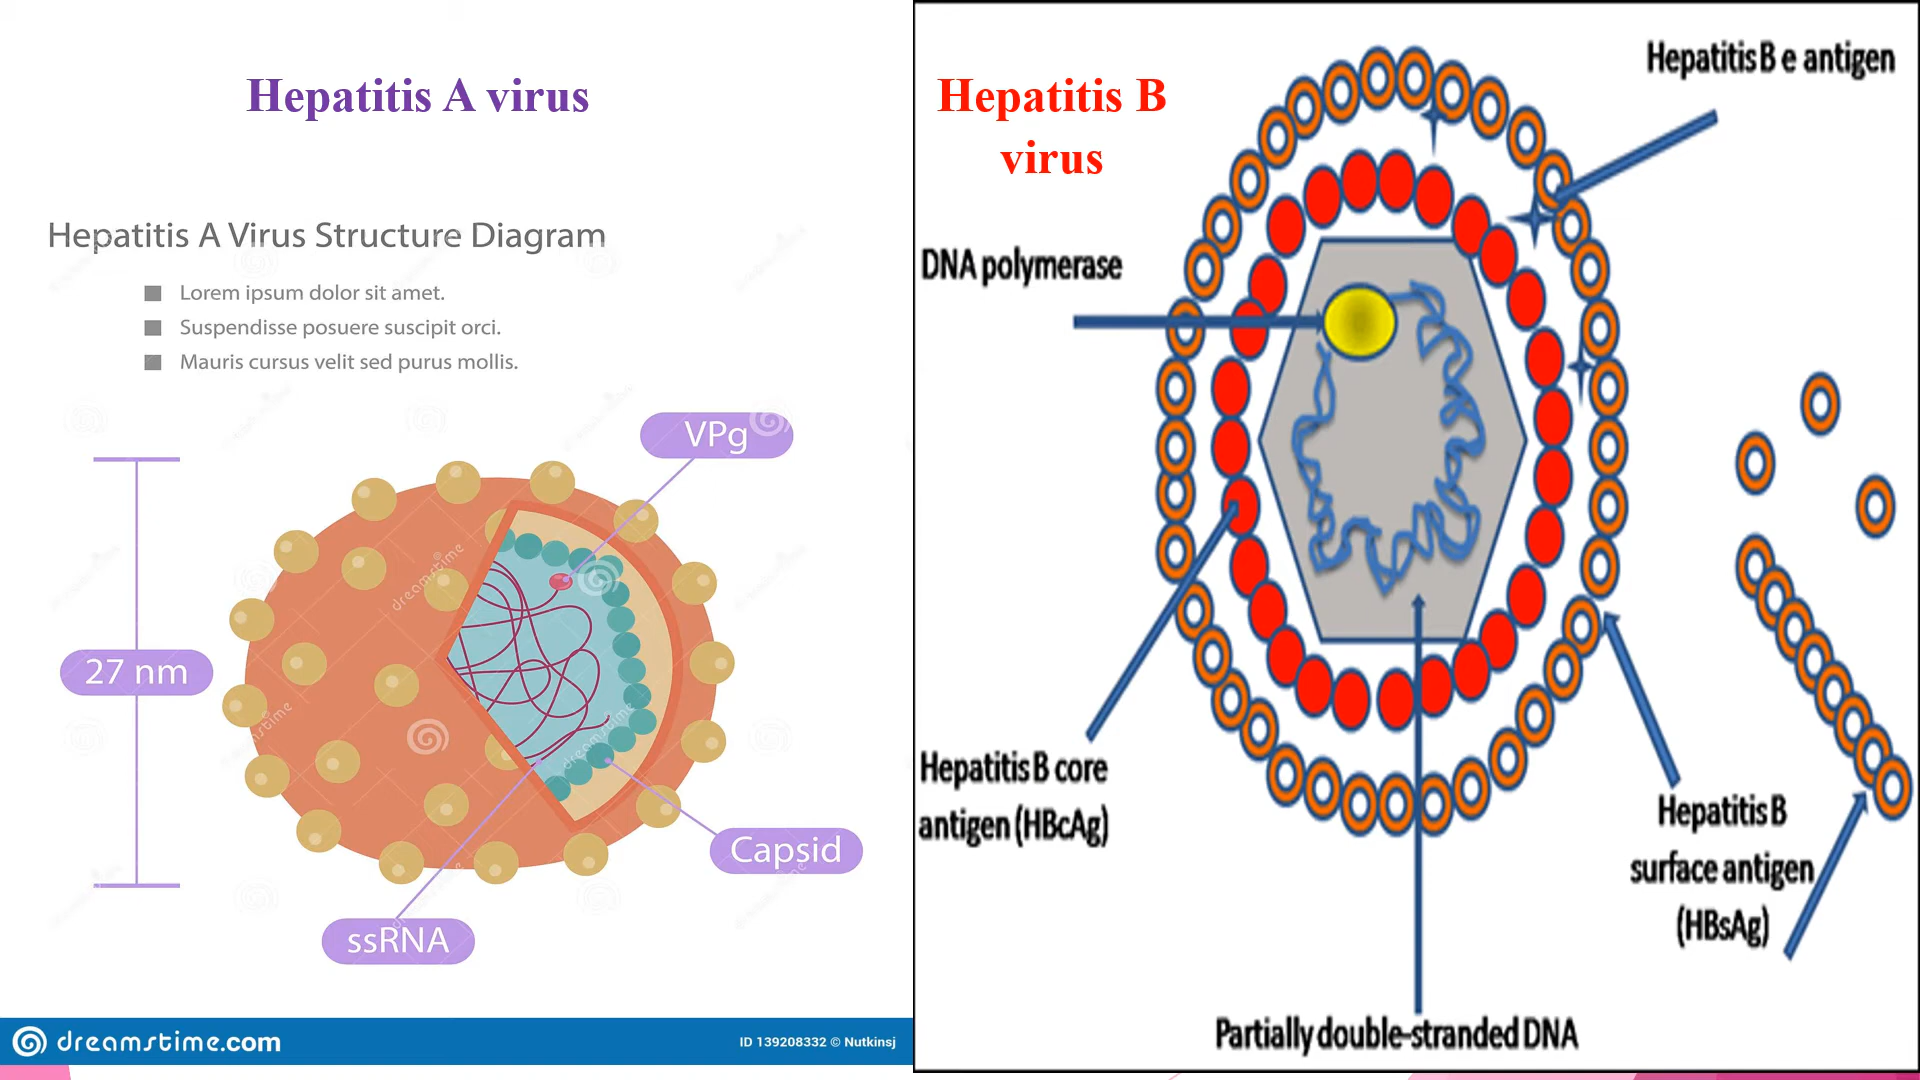 Hepatitis A virus
Hepatitis A Virus Structure Diagram
Lorem ipsum dolor sit amet.
Suspendisse posuere suscipit orci.
Mauris cursus velit sed purus mollis.
VPg
27 nm
Capsid
ssRNA
dreamstime.com
ID 139208332 © Nutkinsj
Hepatitis B
virus
Hepatitis B e antigen
DNA polymerase
Hepatitis B core
antigen (HBcAg)
Hepatitis B
surface antigen
(HBsAg)
Partially double-stranded DNA